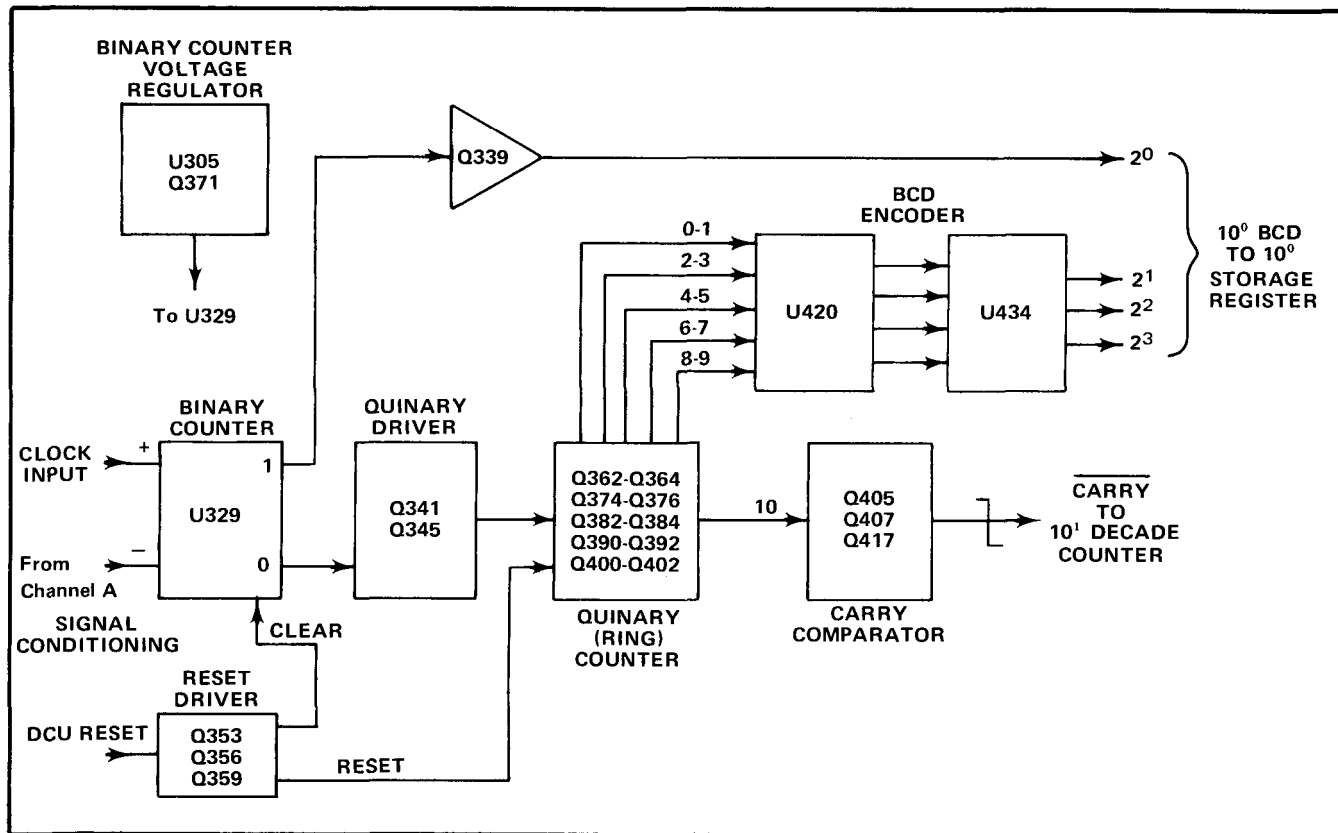 BINARY COUNTER
VOLTAGE
REGULATOR
U305
Q371
To U329
Q339
2⁰
BCD
ENCODER
0-1
2-3
4-5
6-7
8-9
U420
U434
2¹
2²
2³
10⁰ BCD
TO 10⁰
STORAGE
REGISTER
BINARY
COUNTER
CLOCK
INPUT
+
1
U329
−
0
From
Channel A
SIGNAL
CONDITIONING
CLEAR
QUINARY
DRIVER
Q341
Q345
Q362-Q364
Q374-Q376
Q382-Q384
Q390-Q392
Q400-Q402
QUINARY
(RING)
COUNTER
10
Q405
Q407
Q417
CARRY
COMPARATOR
CARRY
TO
10¹ DECADE
COUNTER
RESET
DRIVER
DCU RESET
Q353
Q356
Q359
RESET